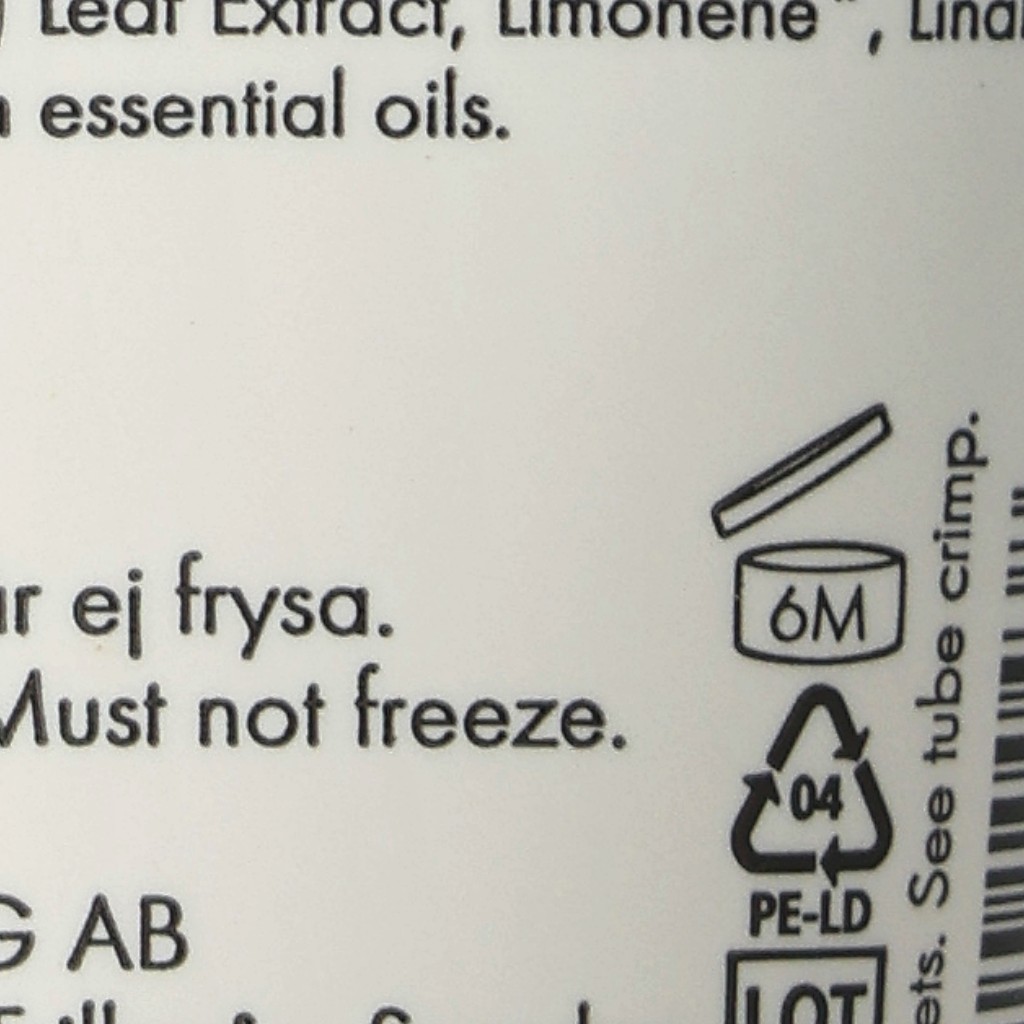 Leaf Extract, Limonene
essential oils.
ej frysa.
Must not freeze.
AB
6M
04
PE-LD
LOT
See tube crimp.